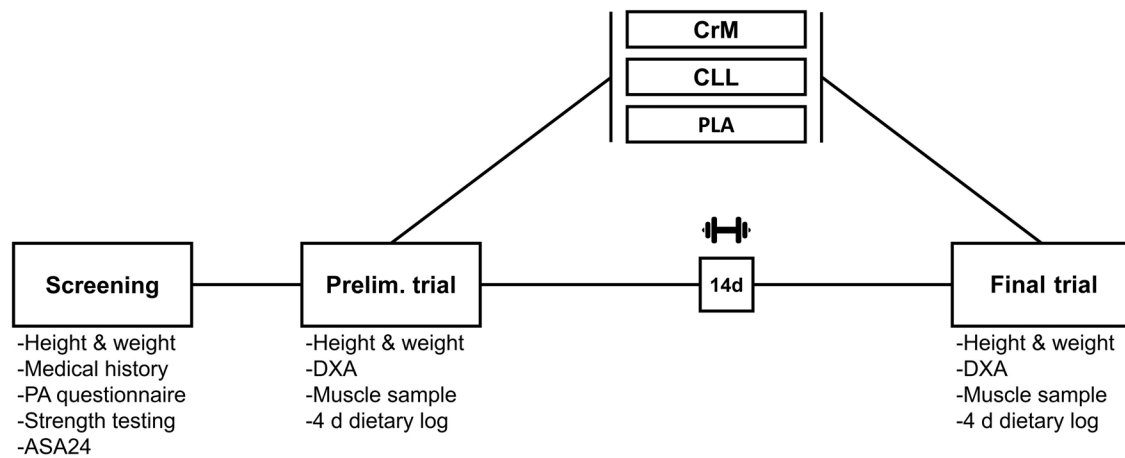 CrM
CLL
PLA
14d
Screening
-Height & weight
-Medical history
-PA questionnaire
-Strength testing
-ASA24
Prelim. trial
-Height & weight
-DXA
-Muscle sample
-4 d dietary log
Final trial
-Height & weight
-DXA
-Muscle sample
-4 d dietary log